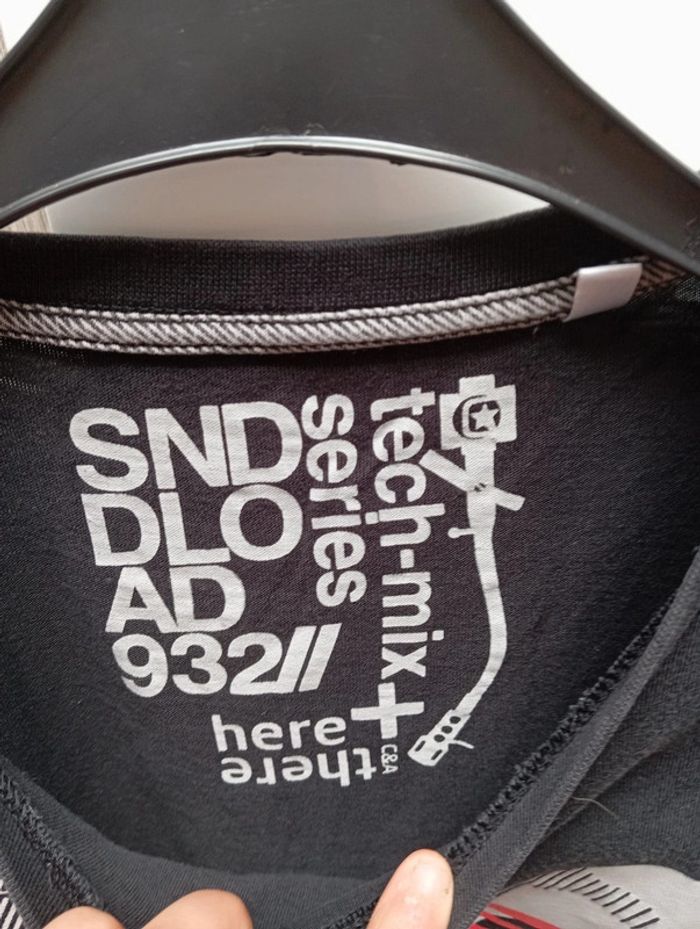 SND
DLO
AD
932//
series
tech-mix
here +
there
C&A